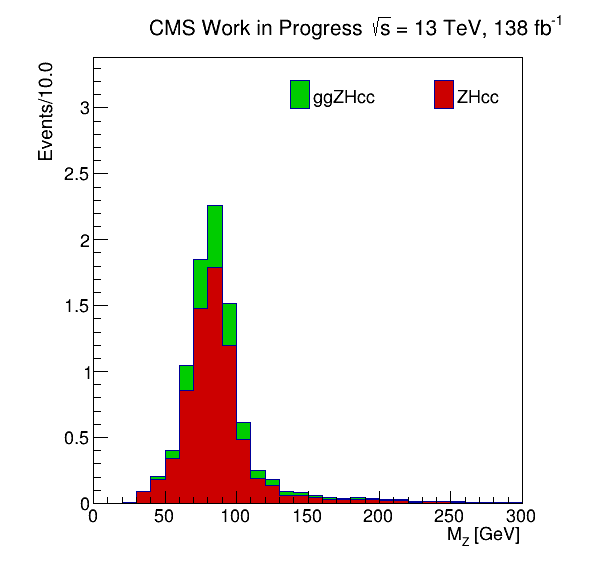 CMS Work in Progress √s = 13 TeV, 138 fb⁻¹
Events/10.0
ggZHcc ZHcc
3
2.5
2
1.5
1
0.5
0
0 50 100 150 200 250 300
M_Z [GeV]